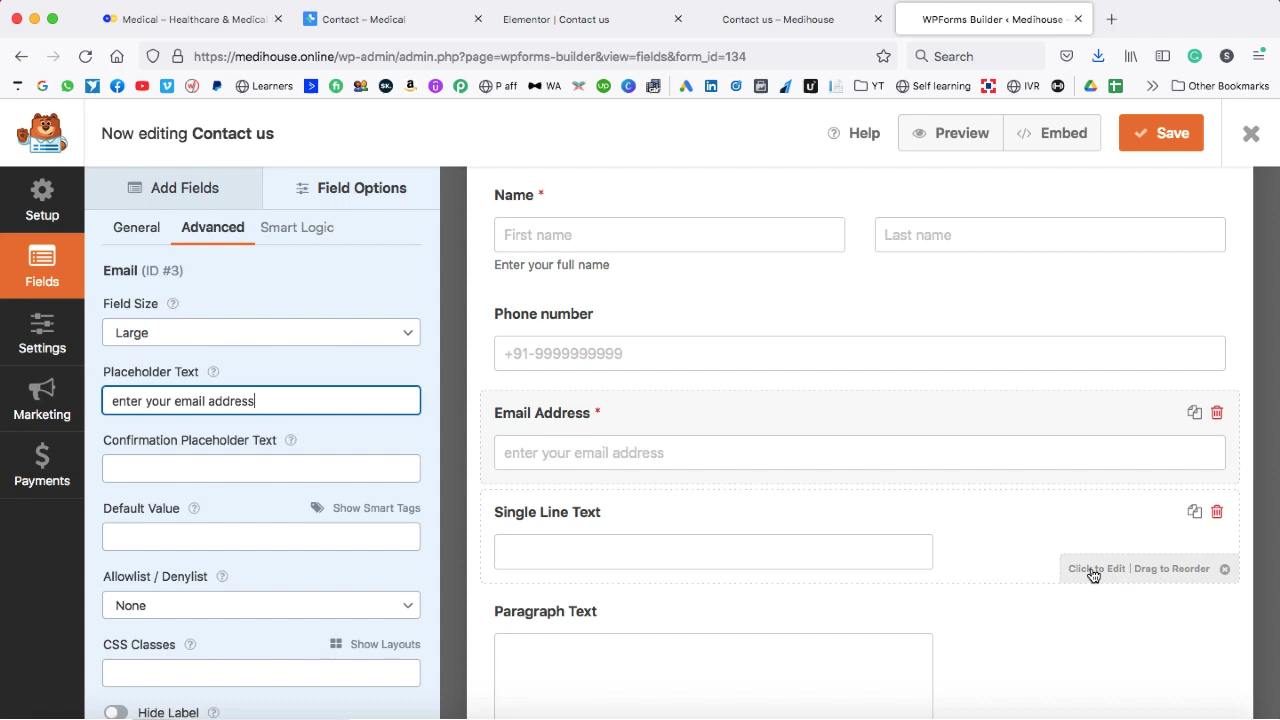 Medical – Healthcare & Medical
Contact – Medical
Elementor | Contact us
Contact us – Medihouse
WPForms Builder ‹ Medihouse
https://medihouse.online/wp-admin/admin.php?page=wpforms-builder&view=fields&form_id=134
Search
S
Learners
P aff
WA
YT
Self learning
IVR
Other Bookmarks
Now editing Contact us
Help
Preview
Embed
Save
Setup
Fields
Settings
Marketing
Payments
Add Fields
Field Options
General
Advanced
Smart Logic
Email (ID #3)
Field Size
Large
Placeholder Text
enter your email address
Confirmation Placeholder Text
Default Value
Show Smart Tags
Allowlist / Denylist
None
CSS Classes
Show Layouts
Hide Label
Name *
First name
Last name
Enter your full name
Phone number
+91-9999999999
Email Address *
enter your email address
Single Line Text
Click to Edit | Drag to Reorder
Paragraph Text